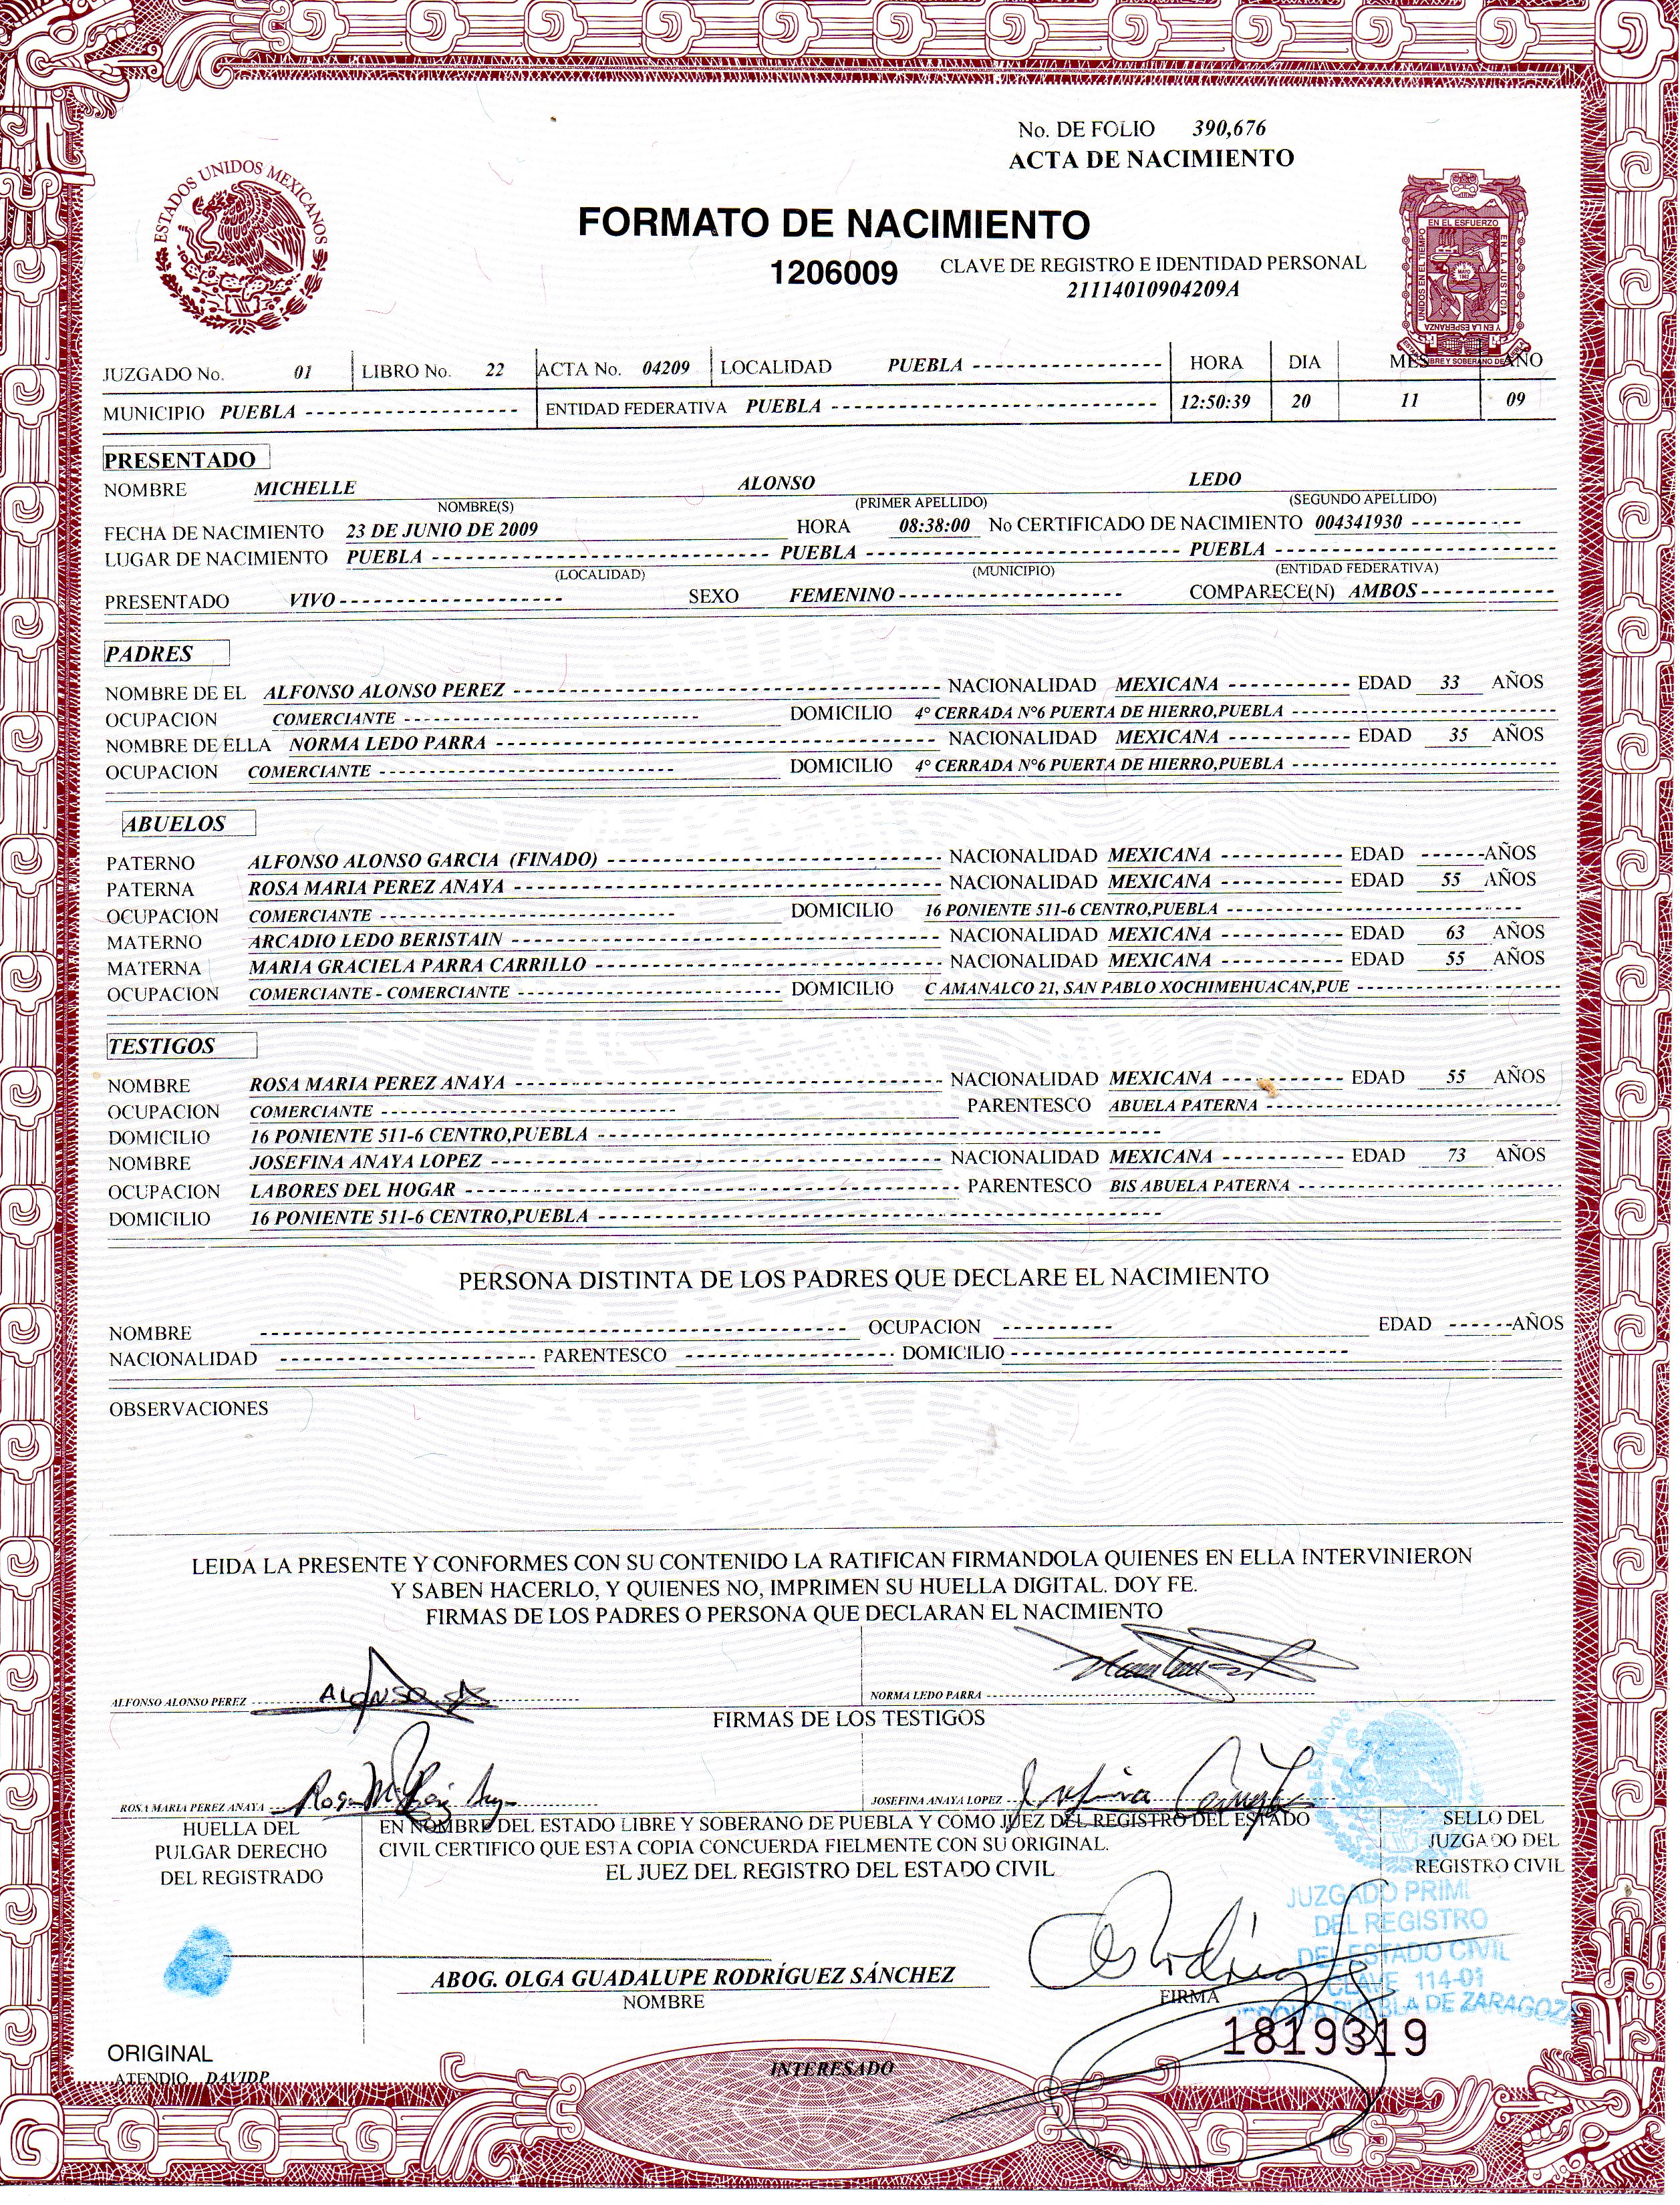 No. DE FOLIO 390,676
ACTA DE NACIMIENTO
ESTADOS UNIDOS MEXICANOS
FORMATO DE NACIMIENTO
1206009
CLAVE DE REGISTRO E IDENTIDAD PERSONAL
21114010904209A
EN EL ESFUERZO
EN LA JUSTICIA
UNIDOS EN EL TIEMPO
Y EN LA ESPERANZA
JUZGADO No. 01 LIBRO No. 22 ACTA No. 04209 LOCALIDAD PUEBLA HORA DIA MES AÑO
MUNICIPIO PUEBLA ENTIDAD FEDERATIVA PUEBLA 12:50:39 20 11 09
PRESENTADO
NOMBRE MICHELLE ALONSO LEDO
NOMBRE(S) (PRIMER APELLIDO) (SEGUNDO APELLIDO)
FECHA DE NACIMIENTO 23 DE JUNIO DE 2009 HORA 08:38:00 No CERTIFICADO DE NACIMIENTO 004341930
LUGAR DE NACIMIENTO PUEBLA PUEBLA PUEBLA
(LOCALIDAD) (MUNICIPIO) (ENTIDAD FEDERATIVA)
PRESENTADO VIVO SEXO FEMENINO COMPARECE(N) AMBOS
PADRES
NOMBRE DE EL ALFONSO ALONSO PEREZ NACIONALIDAD MEXICANA EDAD 33 AÑOS
OCUPACION COMERCIANTE DOMICILIO 4° CERRADA N°6 PUERTA DE HIERRO,PUEBLA
NOMBRE DE ELLA NORMA LEDO PARRA NACIONALIDAD MEXICANA EDAD 35 AÑOS
OCUPACION COMERCIANTE DOMICILIO 4° CERRADA N°6 PUERTA DE HIERRO,PUEBLA
ABUELOS
PATERNO ALFONSO ALONSO GARCIA (FINADO) NACIONALIDAD MEXICANA EDAD AÑOS
PATERNA ROSA MARIA PEREZ ANAYA NACIONALIDAD MEXICANA EDAD 55 AÑOS
OCUPACION COMERCIANTE DOMICILIO 16 PONIENTE 511-6 CENTRO,PUEBLA
MATERNO ARCADIO LEDO BERISTAIN NACIONALIDAD MEXICANA EDAD 63 AÑOS
MATERNA MARIA GRACIELA PARRA CARRILLO NACIONALIDAD MEXICANA EDAD 55 AÑOS
OCUPACION COMERCIANTE - COMERCIANTE DOMICILIO C AMANALCO 21, SAN PABLO XOCHIMEHUACAN,PUE
TESTIGOS
NOMBRE ROSA MARIA PEREZ ANAYA NACIONALIDAD MEXICANA EDAD 55 AÑOS
OCUPACION COMERCIANTE PARENTESCO ABUELA PATERNA
DOMICILIO 16 PONIENTE 511-6 CENTRO,PUEBLA
NOMBRE JOSEFINA ANAYA LOPEZ NACIONALIDAD MEXICANA EDAD 73 AÑOS
OCUPACION LABORES DEL HOGAR PARENTESCO BIS ABUELA PATERNA
DOMICILIO 16 PONIENTE 511-6 CENTRO,PUEBLA
PERSONA DISTINTA DE LOS PADRES QUE DECLARE EL NACIMIENTO
NOMBRE OCUPACION EDAD AÑOS
NACIONALIDAD PARENTESCO DOMICILIO
OBSERVACIONES
LEIDA LA PRESENTE Y CONFORMES CON SU CONTENIDO LA RATIFICAN FIRMANDOLA QUIENES EN ELLA INTERVINIERON
Y SABEN HACERLO, Y QUIENES NO, IMPRIMEN SU HUELLA DIGITAL. DOY FE.
FIRMAS DE LOS PADRES O PERSONA QUE DECLARAN EL NACIMIENTO
ALFONSO ALONSO PEREZ NORMA LEDO PARRA
FIRMAS DE LOS TESTIGOS
ROSA MARIA PEREZ ANAYA JOSEFINA ANAYA LOPEZ
HUELLA DEL
PULGAR DERECHO
DEL REGISTRADO
EN NOMBRE DEL ESTADO LIBRE Y SOBERANO DE PUEBLA Y COMO JUEZ DEL REGISTRO DEL ESTADO
CIVIL CERTIFICO QUE ESTA COPIA CONCUERDA FIELMENTE CON SU ORIGINAL.
EL JUEZ DEL REGISTRO DEL ESTADO CIVIL
SELLO DEL
JUZGADO DEL
REGISTRO CIVIL
JUZGADO PRIM
DEL REGISTRO
DEL ESTADO CIVIL
CLAVE 114-01
PUEBLA DE ZARAGOZA
ABOG. OLGA GUADALUPE RODRÍGUEZ SÁNCHEZ
NOMBRE
FIRMA
1819319
ORIGINAL
ATENDIO DAVIDP
INTERESADO